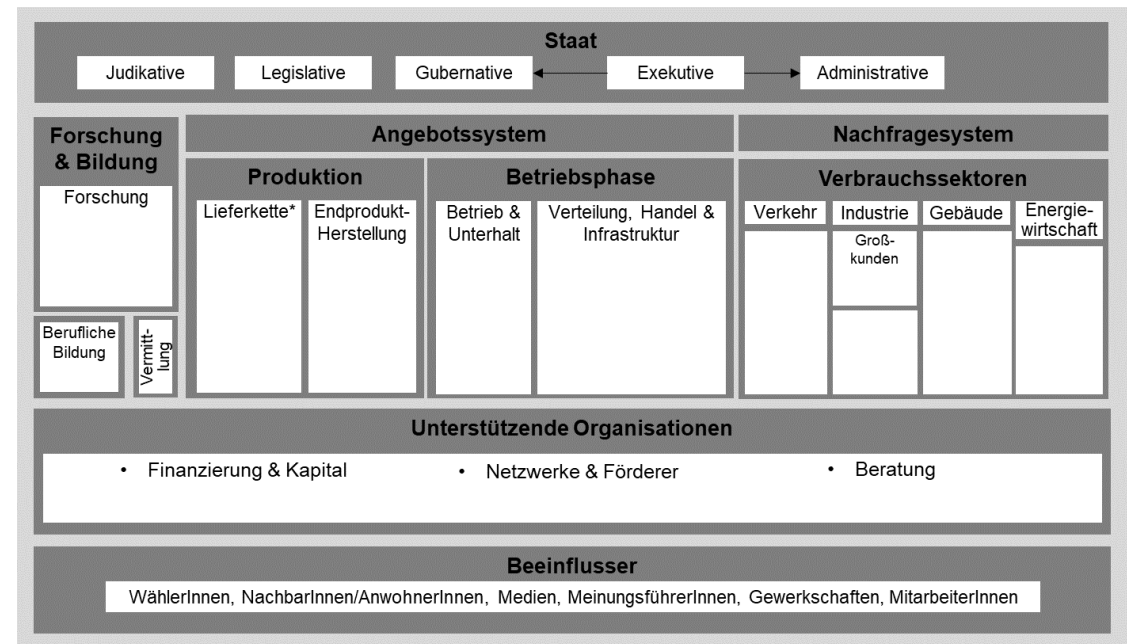 Staat
Judikative
Legislative
Gubernative
Exekutive
Administrative
Forschung
& Bildung
Forschung
Berufliche
Bildung
Vermitt-
lung
Angebotssystem
Produktion
Lieferkette*
Endprodukt-
Herstellung
Betriebsphase
Betrieb &
Unterhalt
Verteilung, Handel &
Infrastruktur
Nachfragesystem
Verbrauchssektoren
Verkehr
Industrie
Groß-
kunden
Gebäude
Energie-
wirtschaft
Unterstützende Organisationen
• Finanzierung & Kapital
• Netzwerke & Förderer
• Beratung
Beeinflusser
WählerInnen, NachbarInnen/AnwohnerInnen, Medien, MeinungsführerInnen, Gewerkschaften, MitarbeiterInnen